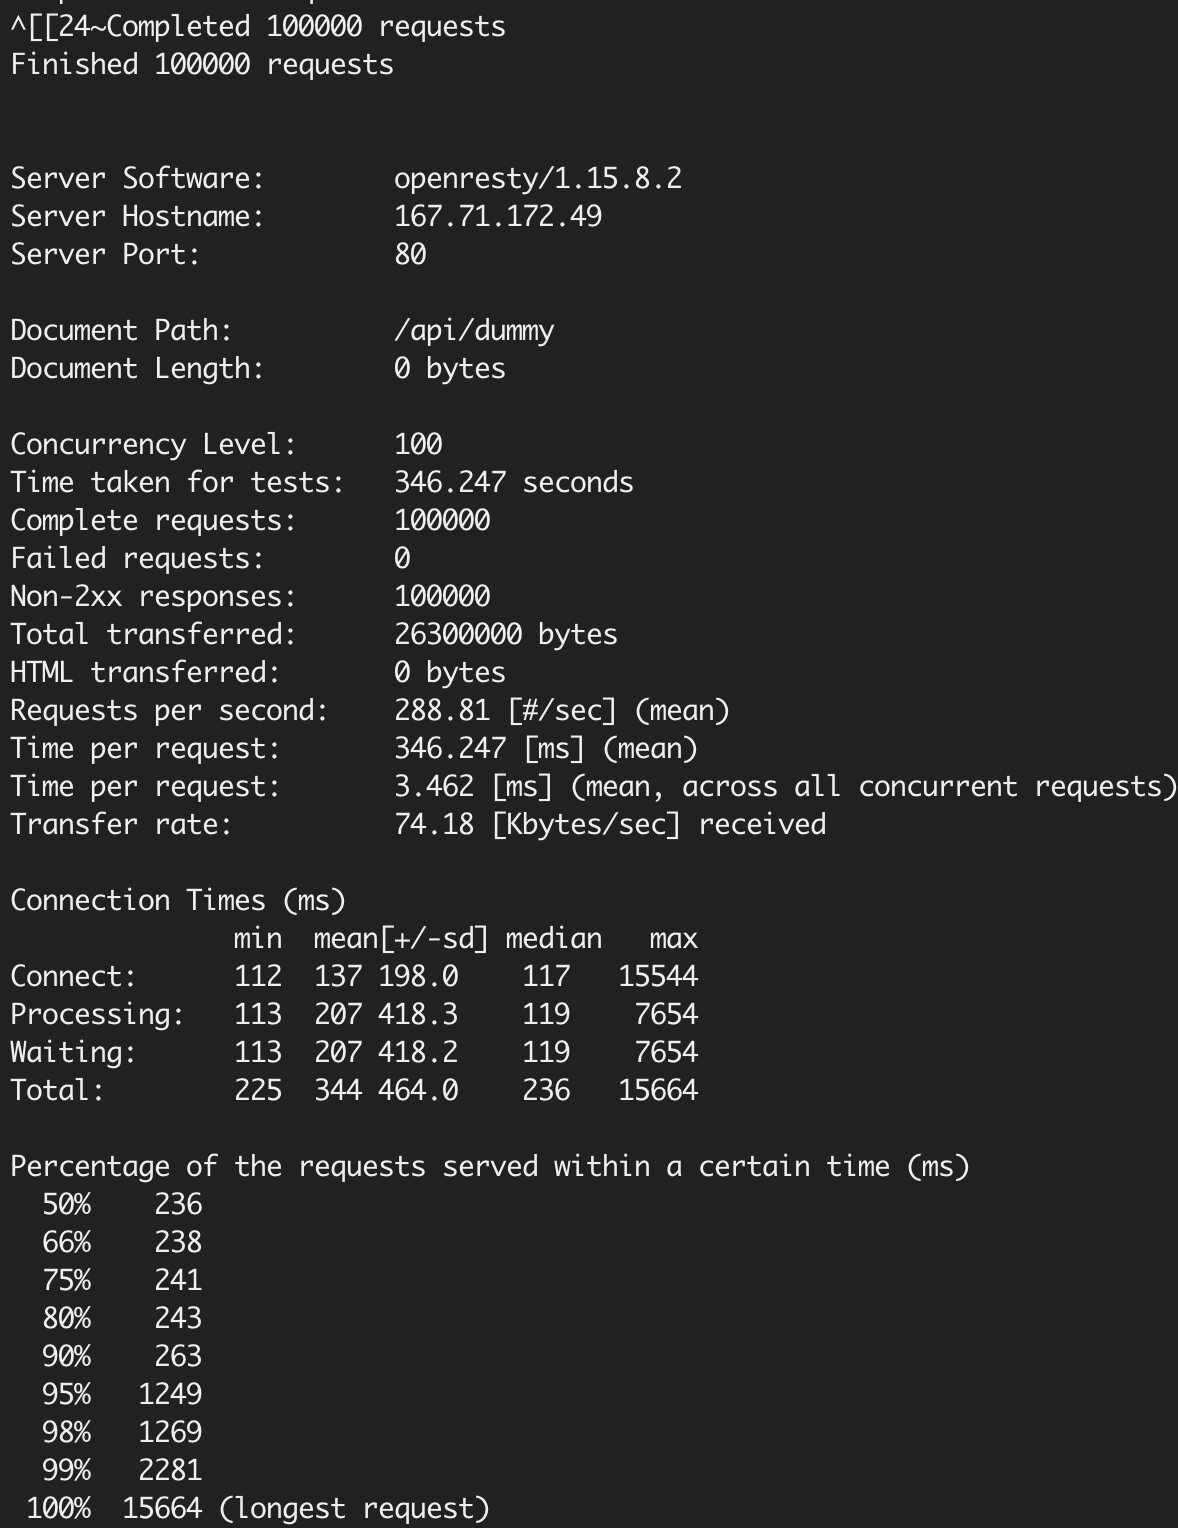 ^[[24~Completed 100000 requests
Finished 100000 requests
Server Software:        openresty/1.15.8.2
Server Hostname:        167.71.172.49
Server Port:            80
Document Path:          /api/dummy
Document Length:        0 bytes
Concurrency Level:      100
Time taken for tests:   346.247 seconds
Complete requests:      100000
Failed requests:        0
Non-2xx responses:      100000
Total transferred:      26300000 bytes
HTML transferred:       0 bytes
Requests per second:    288.81 [#/sec] (mean)
Time per request:       346.247 [ms] (mean)
Time per request:       3.462 [ms] (mean, across all concurrent requests)
Transfer rate:          74.18 [Kbytes/sec] received
Connection Times (ms)
              min  mean[+/-sd] median   max
Connect:      112  137 198.0    117   15544
Processing:   113  207 418.3    119    7654
Waiting:      113  207 418.2    119    7654
Total:        225  344 464.0    236   15664
Percentage of the requests served within a certain time (ms)
  50%    236
  66%    238
  75%    241
  80%    243
  90%    263
  95%   1249
  98%   1269
  99%   2281
 100%  15664 (longest request)